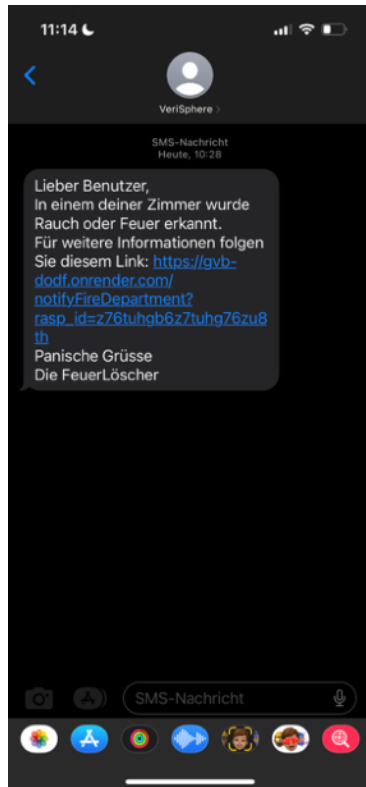 11:14
VeriSphere >
SMS-Nachricht
Heute, 10:28
Lieber Benutzer,
In einem deiner Zimmer wurde
Rauch oder Feuer erkannt.
Für weitere Informationen folgen
Sie diesem Link: https://gvb-
dodf.onrender.com/
notifyFireDepartment?
rasp_id=z76tuhgb6z7tuhg76zu8
th
Panische Grüsse
Die FeuerLöscher
SMS-Nachricht